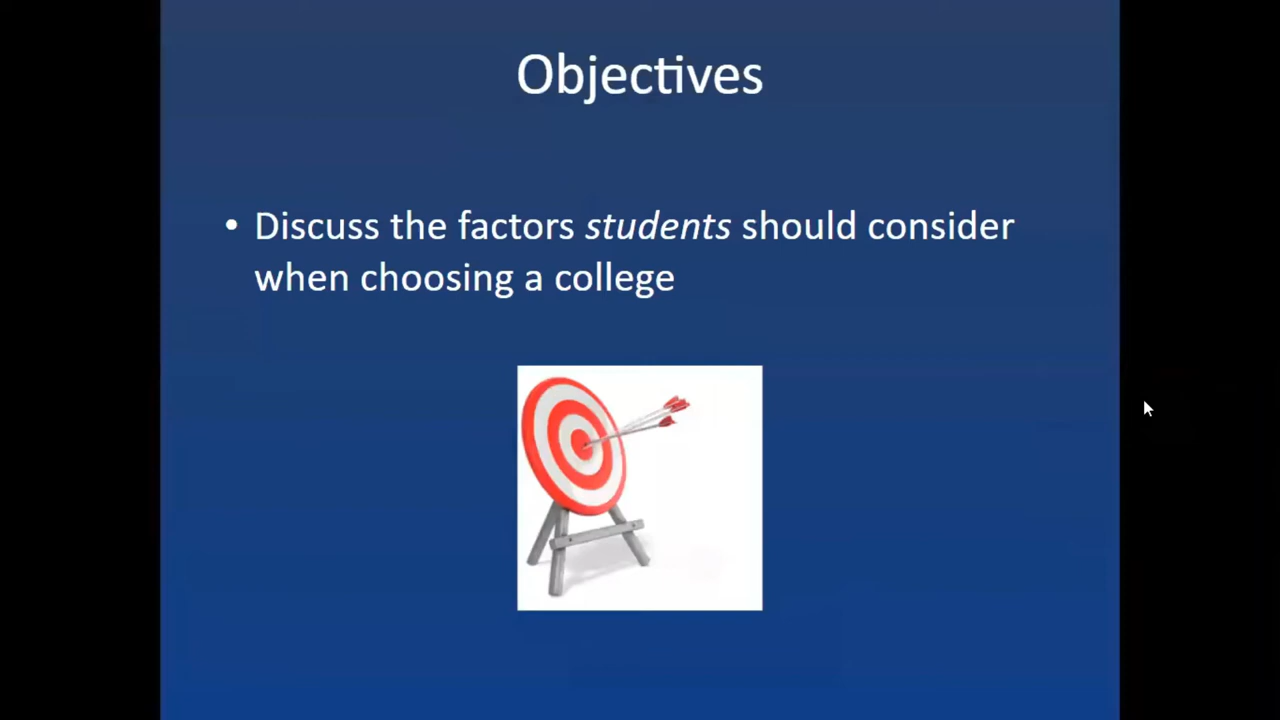 Objectives
• Discuss the factors students should consider
when choosing a college